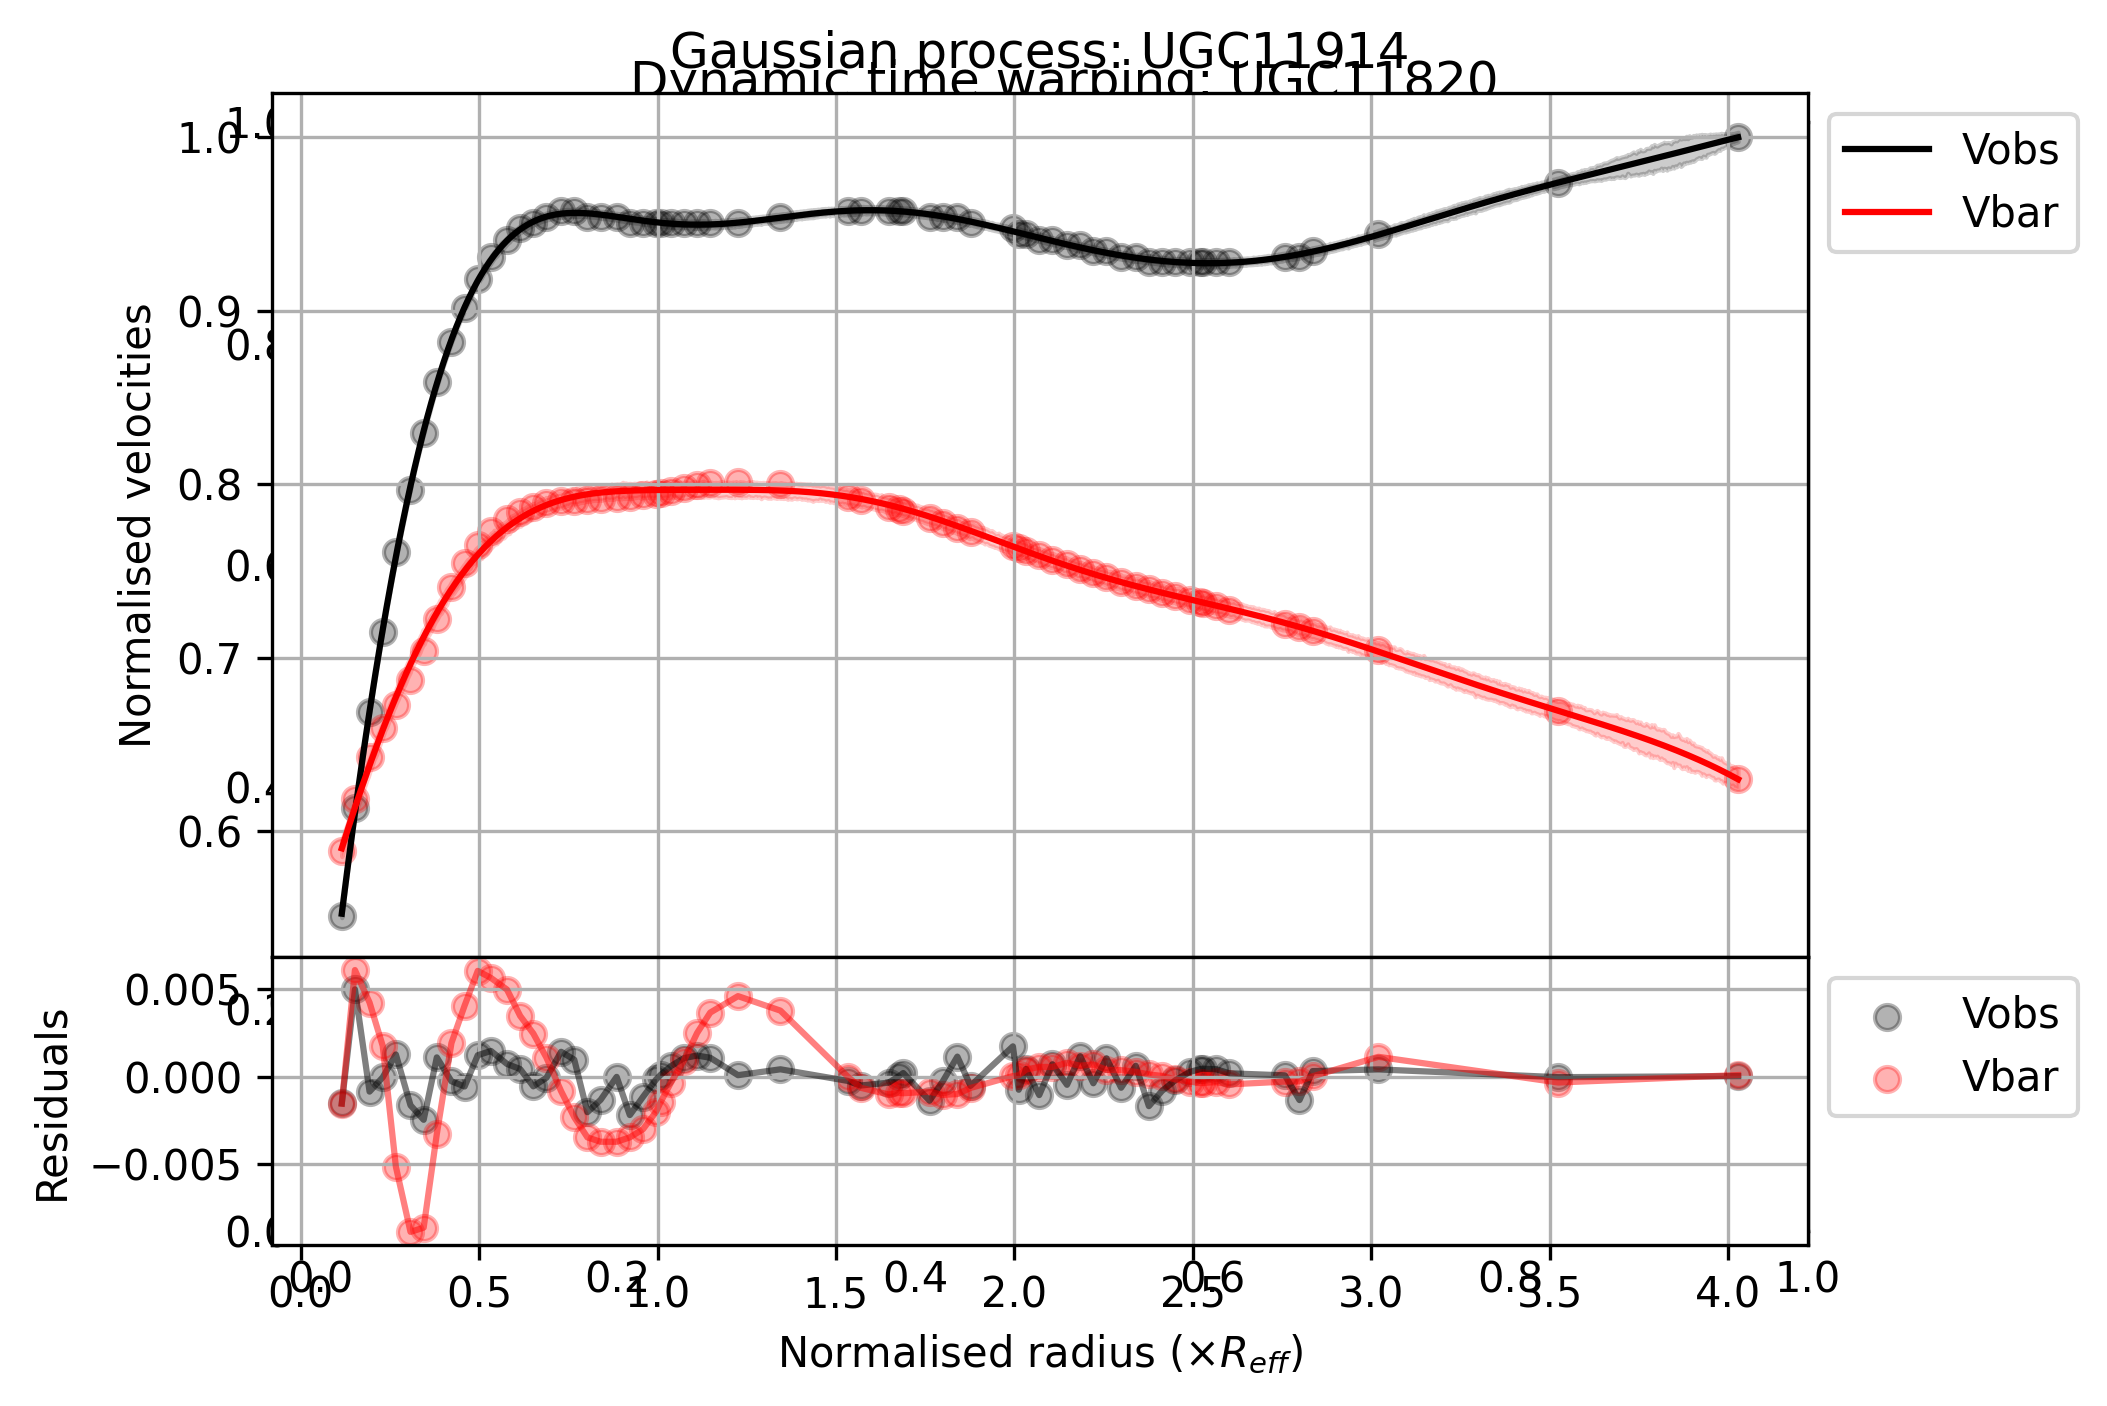 Gaussian process: UGC11914
Dynamic time warping: UGC11820
1.0
0.9
0.8
0.7
0.6
Normalised velocities
Vobs
Vbar
0.005
0.000
−0.005
Residuals
Vobs
Vbar
0.0 0.2 0.4 0.6 0.8 1.0
0.0 0.5 1.0 1.5 2.0 2.5 3.0 3.5 4.0
Normalised radius (×R_eff)